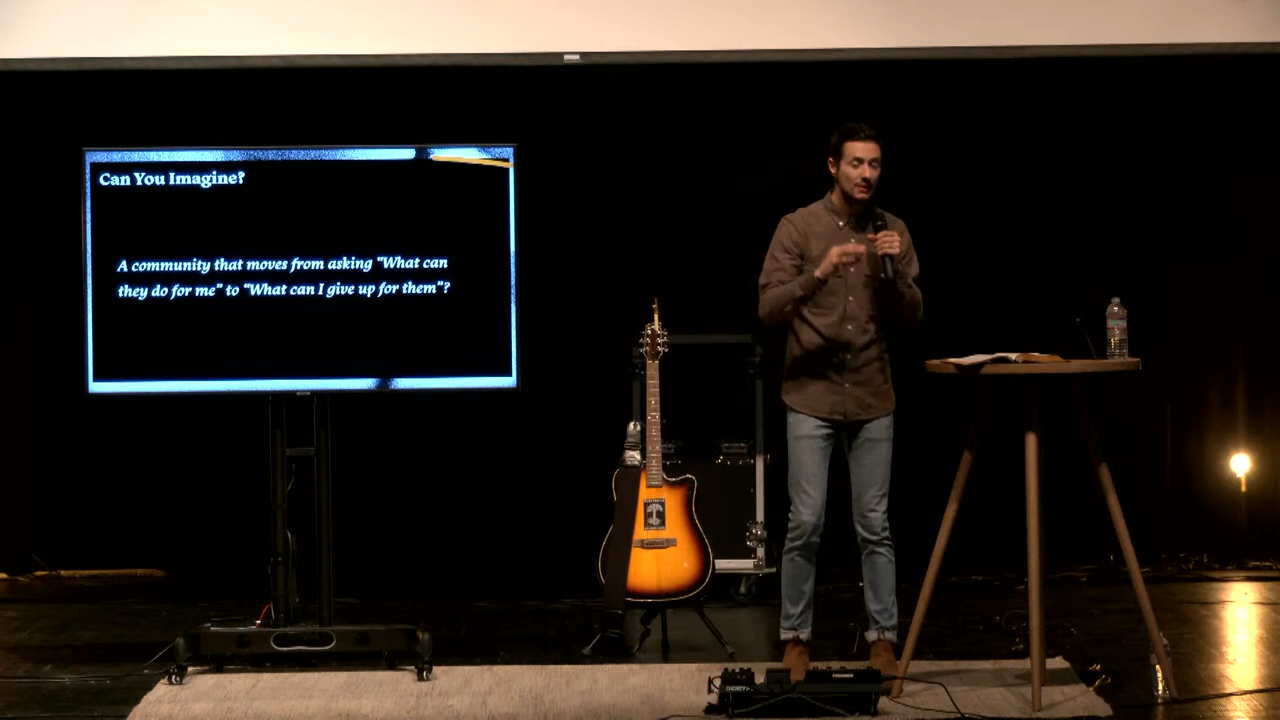 Can You Imagine?
A community that moves from asking “What can
they do for me” to “What can I give up for them”?